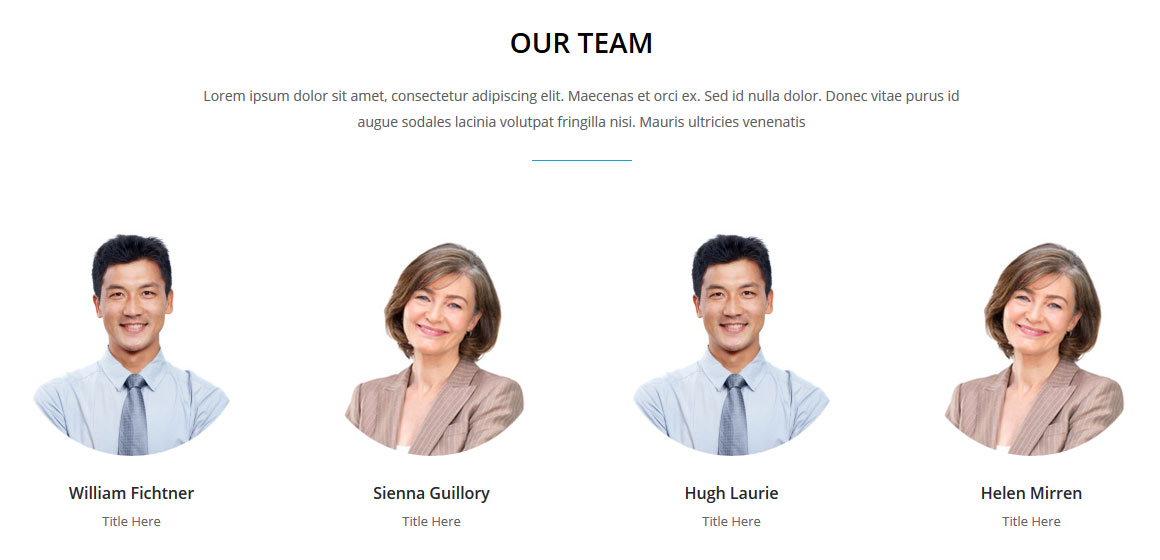 OUR TEAM
Lorem ipsum dolor sit amet, consectetur adipiscing elit. Maecenas et orci ex. Sed id nulla dolor. Donec vitae purus id
augue sodales lacinia volutpat fringilla nisi. Mauris ultricies venenatis
William Fichtner
Title Here
Sienna Guillory
Title Here
Hugh Laurie
Title Here
Helen Mirren
Title Here